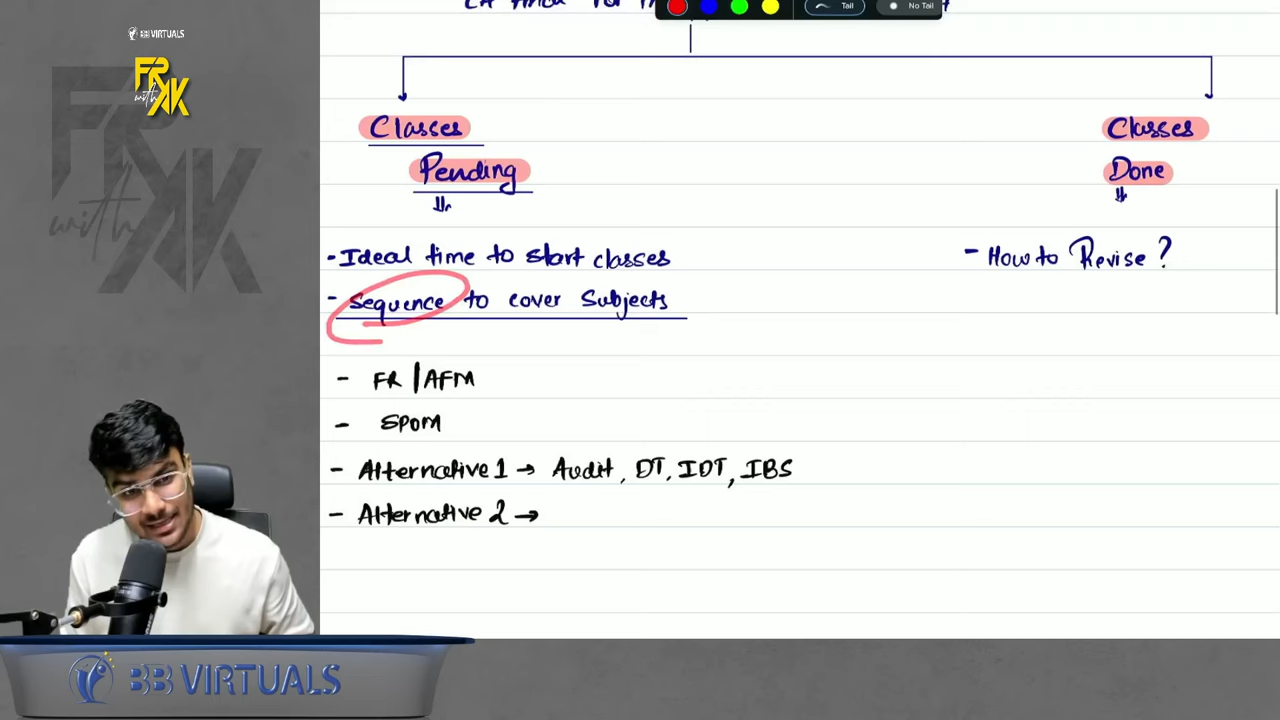 BB VIRTUALS
FR
with
KK
Tail
No Tail
Classes
Pending
Classes
Done
- Ideal time to start classes
- Sequence to cover Subjects
- How to Revise?
- FR | AFM
- SPOM
- Alternative 1 → Audit, DT, IDT, IBS
- Alternative 2 →
BB VIRTUALS